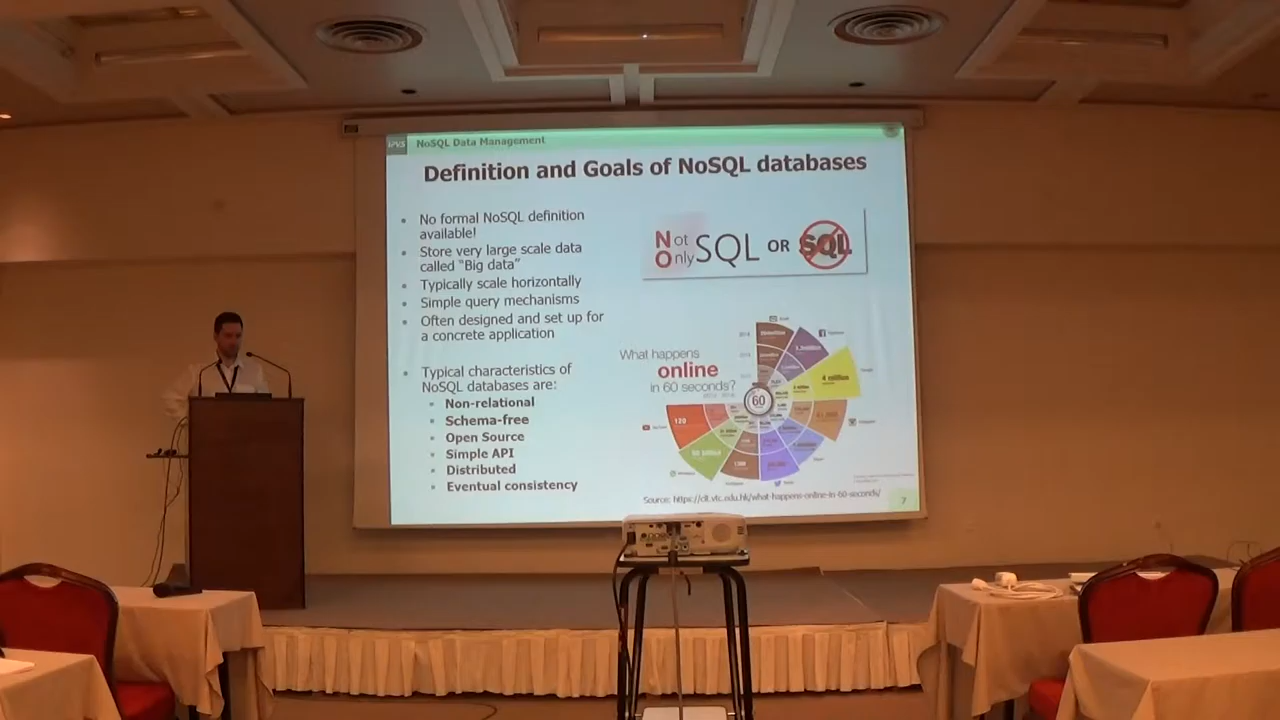 IPVS NoSQL Data Management
Definition and Goals of NoSQL databases
No formal NoSQL definition
available!
Store very large scale data
called "Big data"
Typically scale horizontally
Simple query mechanisms
Often designed and set up for
a concrete application
Typical characteristics of
NoSQL databases are:
Non-relational
Schema-free
Open Source
Simple API
Distributed
Eventual consistency
Not
Only SQL OR SQL
What happens
online
in 60 seconds?
60
4 million
120
Source: https://clt.vtc.edu.hk/what-happens-online-in-60-seconds/
7